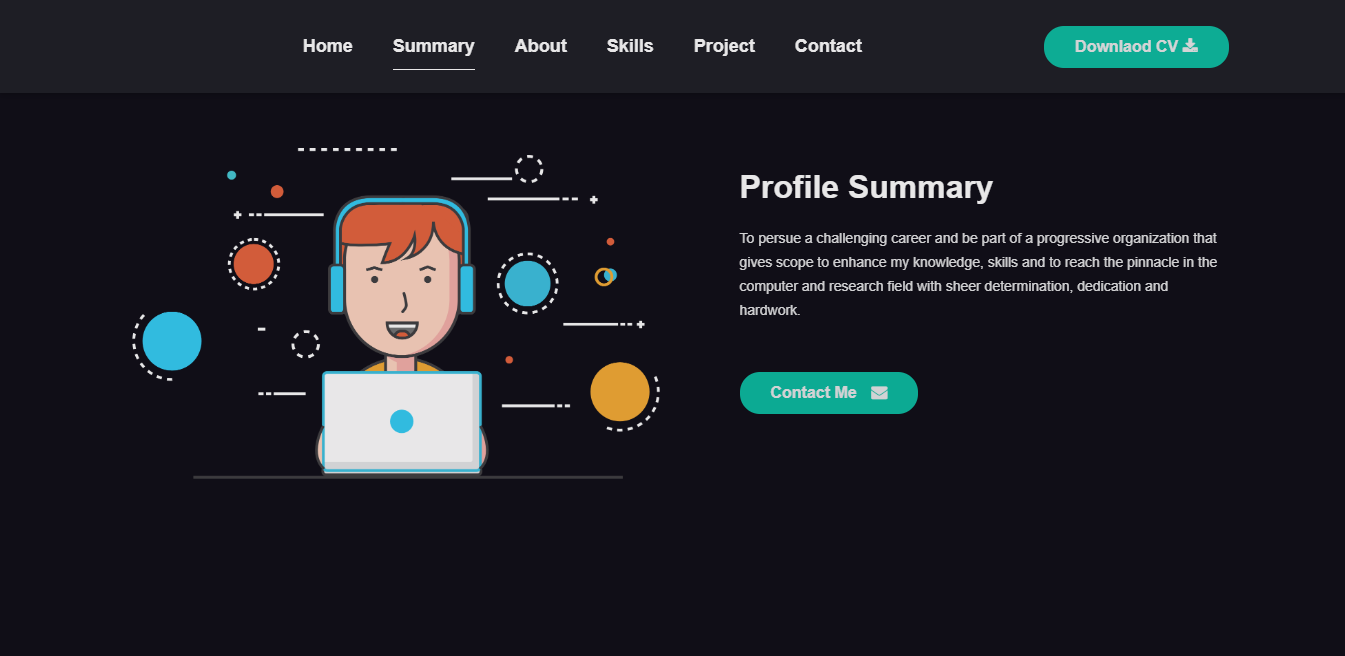 Home Summary About Skills Project Contact Downlaod CV
Profile Summary
To persue a challenging career and be part of a progressive organization that
gives scope to enhance my knowledge, skills and to reach the pinnacle in the
computer and research field with sheer determination, dedication and
hardwork.
Contact Me